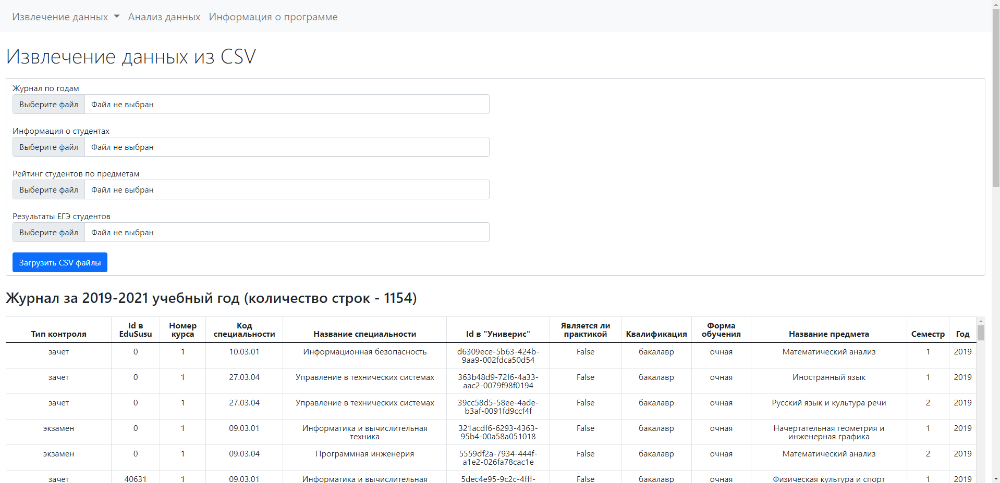 Извлечение данных Анализ данных Информация о программе
Извлечение данных из CSV
Журнал по годам
Выберите файл Файл не выбран
Информация о студентах
Выберите файл Файл не выбран
Рейтинг студентов по предметам
Выберите файл Файл не выбран
Результаты ЕГЭ студентов
Выберите файл Файл не выбран
Загрузить CSV файлы
Журнал за 2019-2021 учебный год (количество строк - 1154)
Тип контроля Id в EduSusu Номер курса Код специальности Название специальности Id в "Универис" Является ли практикой Квалификация Форма обучения Название предмета Семестр Год
зачет 0 1 10.03.01 Информационная безопасность d6309ece-5b63-424b-9aa9-002fdca50d54 False бакалавр очная Математический анализ 1 2019
зачет 0 1 27.03.04 Управление в технических системах 363b48d9-72f6-4a33-aac2-0079f98f0194 False бакалавр очная Иностранный язык 1 2019
зачет 0 1 27.03.04 Управление в технических системах 39cc58d5-58ee-4ade-b3af-0091fd9ccf4f False бакалавр очная Русский язык и культура речи 2 2019
экзамен 0 1 09.03.01 Информатика и вычислительная техника 321acdf6-6293-4363-95b4-00a58a051018 False бакалавр очная Начертательная геометрия и инженерная графика 1 2019
экзамен 0 1 09.03.04 Программная инженерия 5559df2a-7934-444f-a1e2-026fa78cac1e False бакалавр очная Математический анализ 2 2019
зачет 40631 1 09.03.01 Информатика и вычислительная 5dec4e95-9c2c-4fff- False бакалавр очная Физическая культура и спорт 1 2019